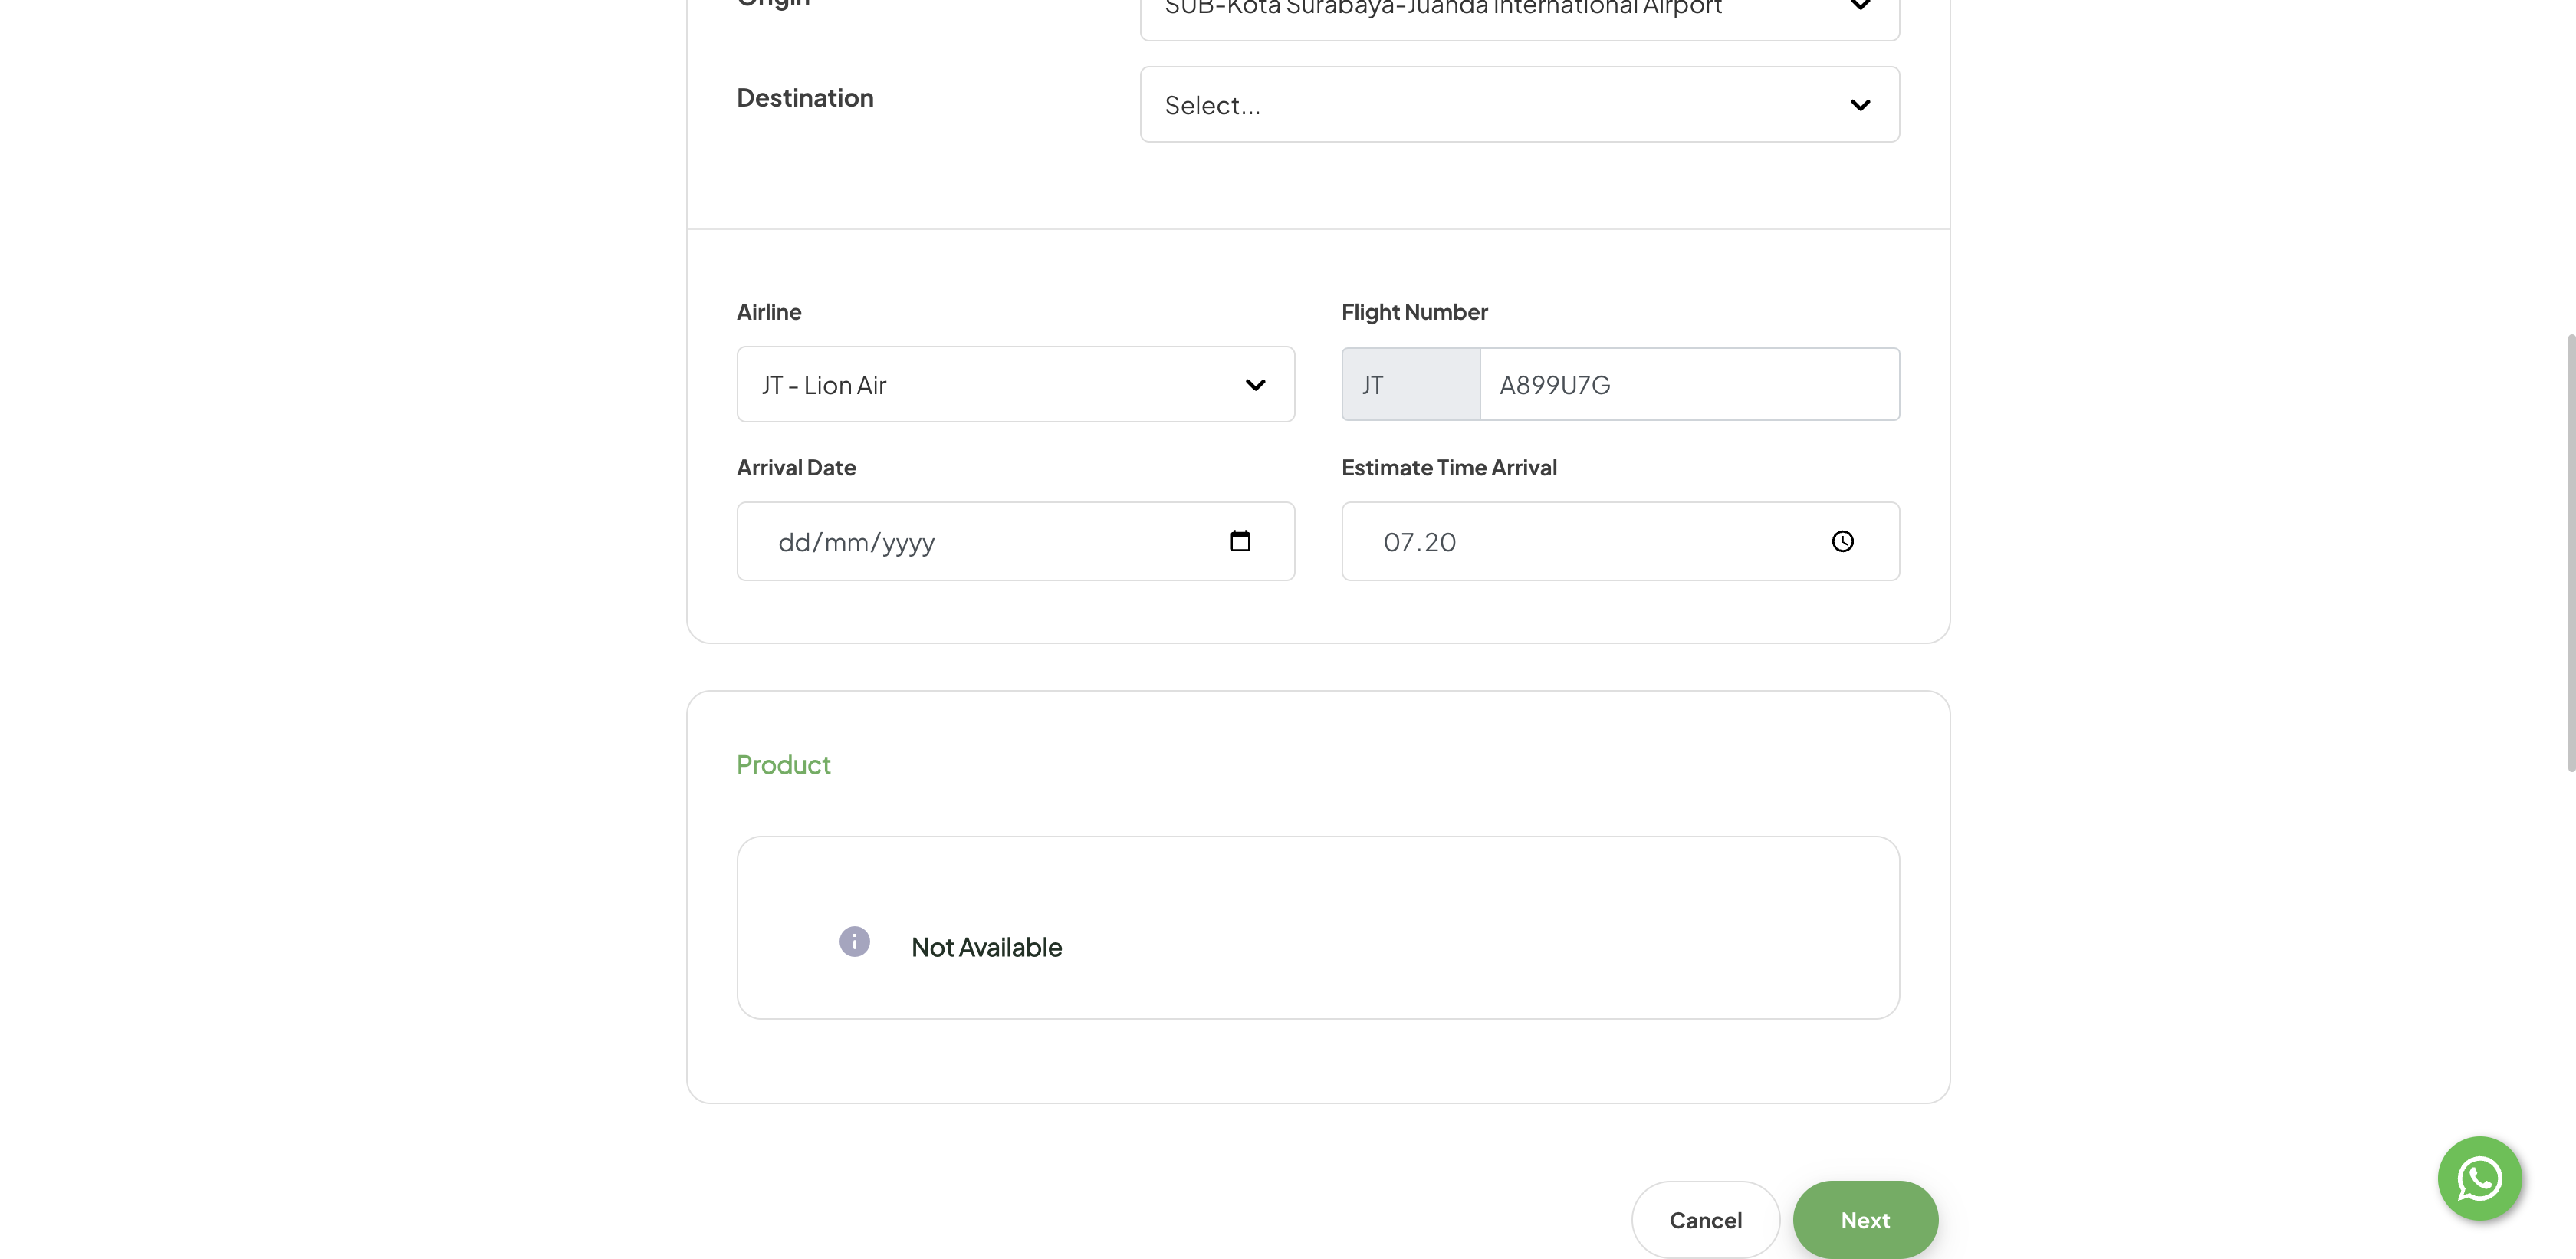 Origin
SUB-Kota Surabaya-Juanda International Airport
Destination
Select...
Airline
Flight Number
JT - Lion Air
JT
A899U7G
Arrival Date
Estimate Time Arrival
dd/mm/yyyy
07.20
Product
Not Available
Cancel
Next